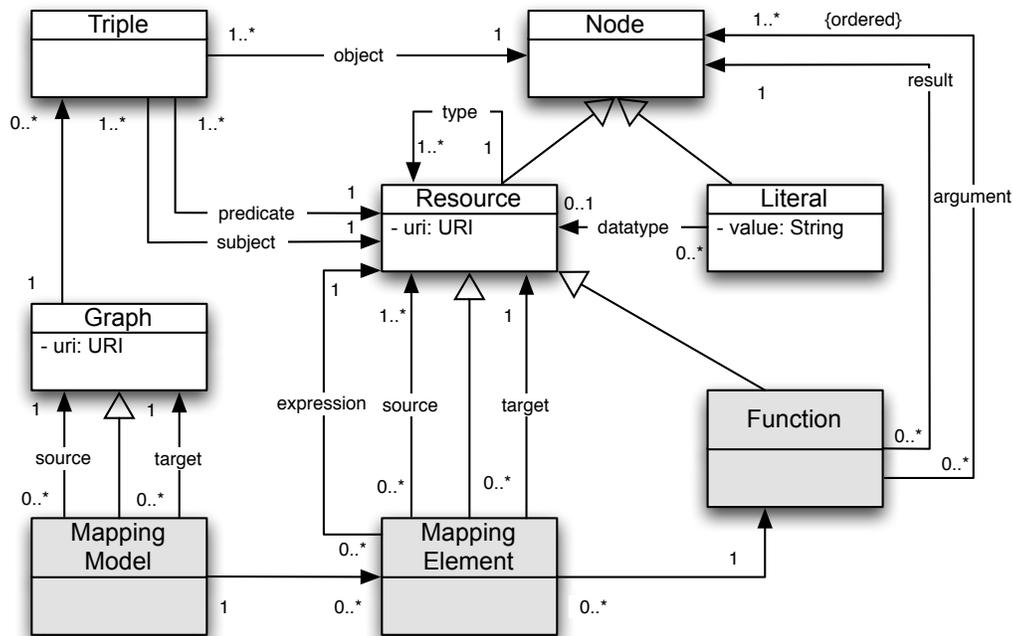 Triple
Node
1..*
1
1..*
{ordered}
object
result
1
0..*
1..*
1..*
type
1..*
1
Resource
- uri: URI
Literal
- value: String
0..1
datatype
0..*
argument
predicate
1
subject
1
1
Graph
- uri: URI
1
1..*
1
expression
source
target
Function
1
1
source
target
0..*
0..*
0..*
0..*
0..*
0..*
Mapping
Model
Mapping
Element
0..*
1
1
0..*
0..*